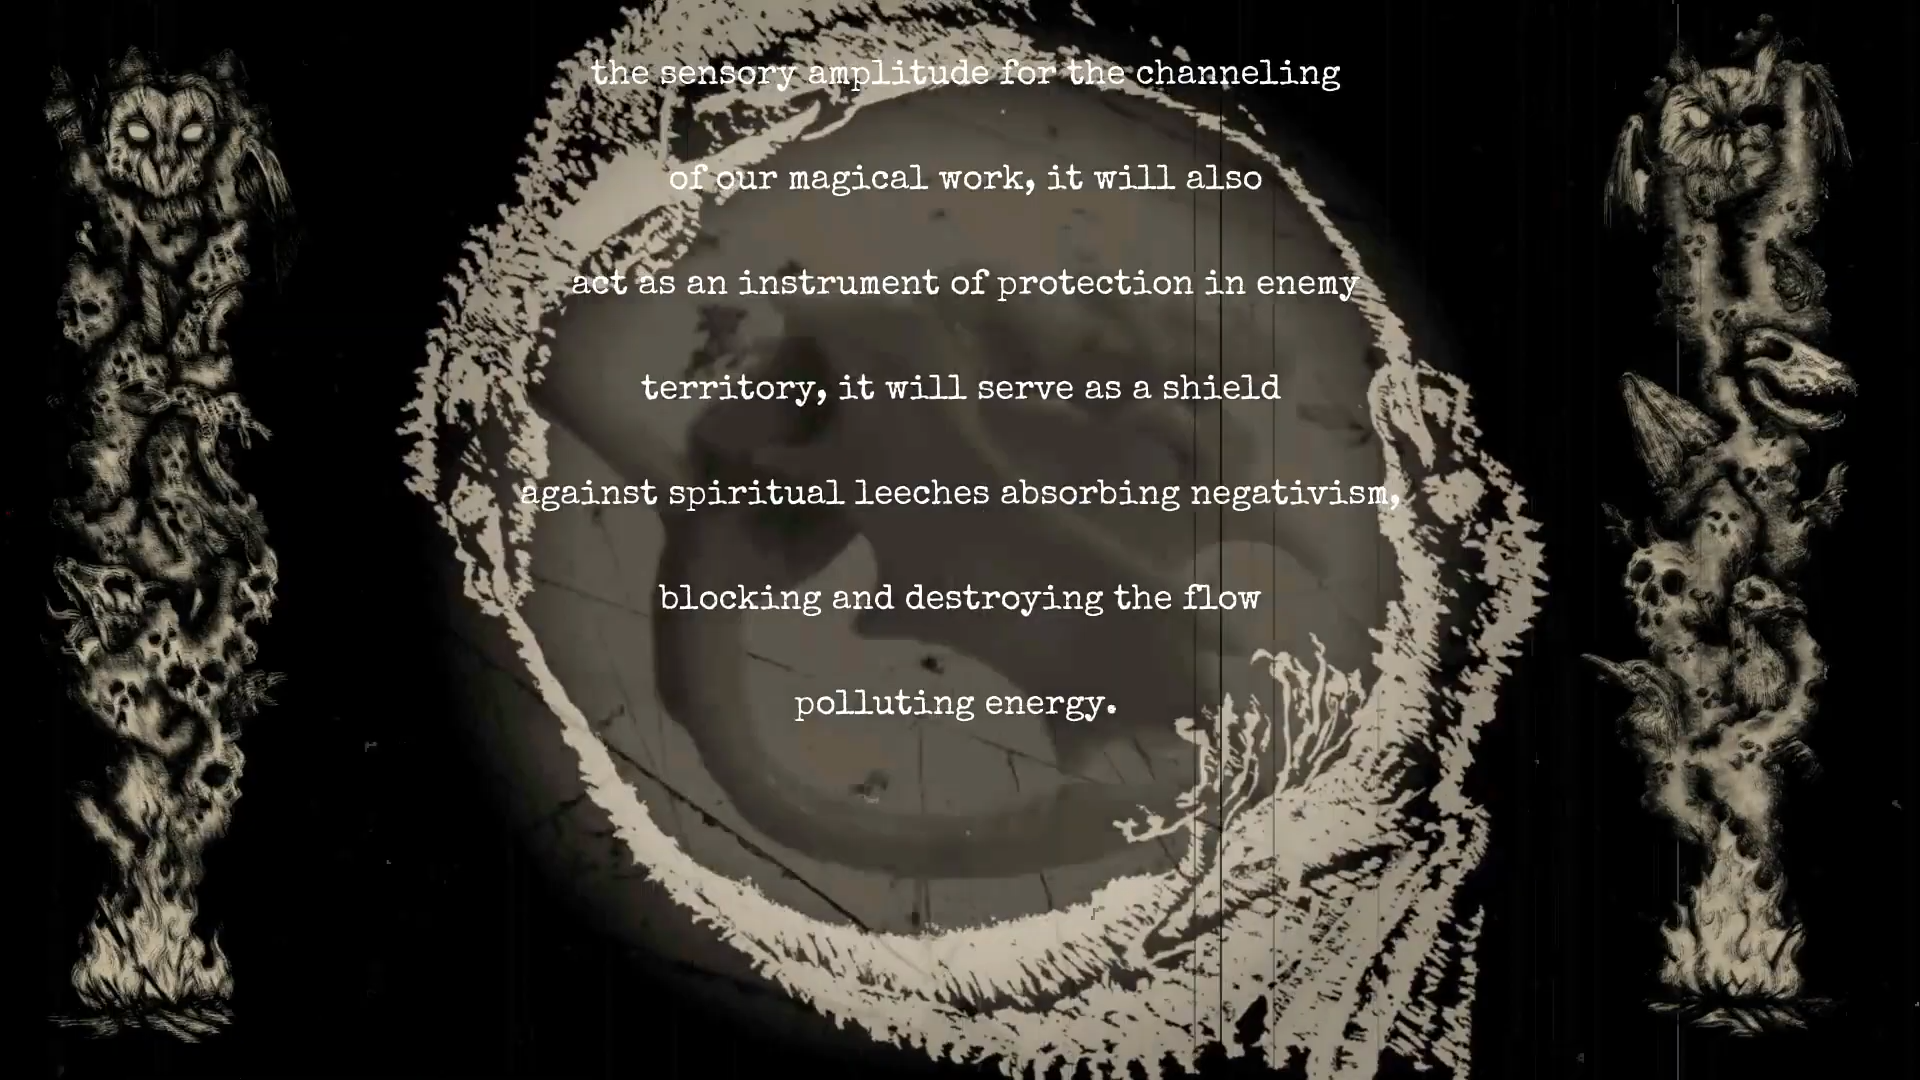 the sensory amplitude for the channeling
of our magical work, it will also
act as an instrument of protection in enemy
territory, it will serve as a shield
against spiritual leeches absorbing negativism,
blocking and destroying the flow
polluting energy.